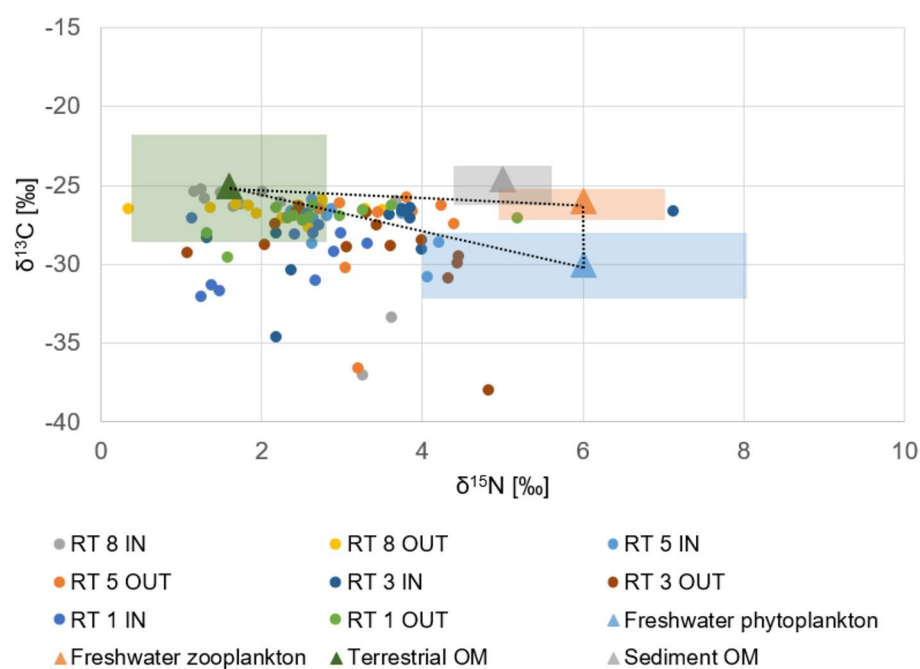 -15
-20
-25
-30
-35
-40
δ13C [‰]
0 2 4 6 8 10
δ15N [‰]
RT 8 IN RT 8 OUT RT 5 IN
RT 5 OUT RT 3 IN RT 3 OUT
RT 1 IN RT 1 OUT Freshwater phytoplankton
Freshwater zooplankton Terrestrial OM Sediment OM